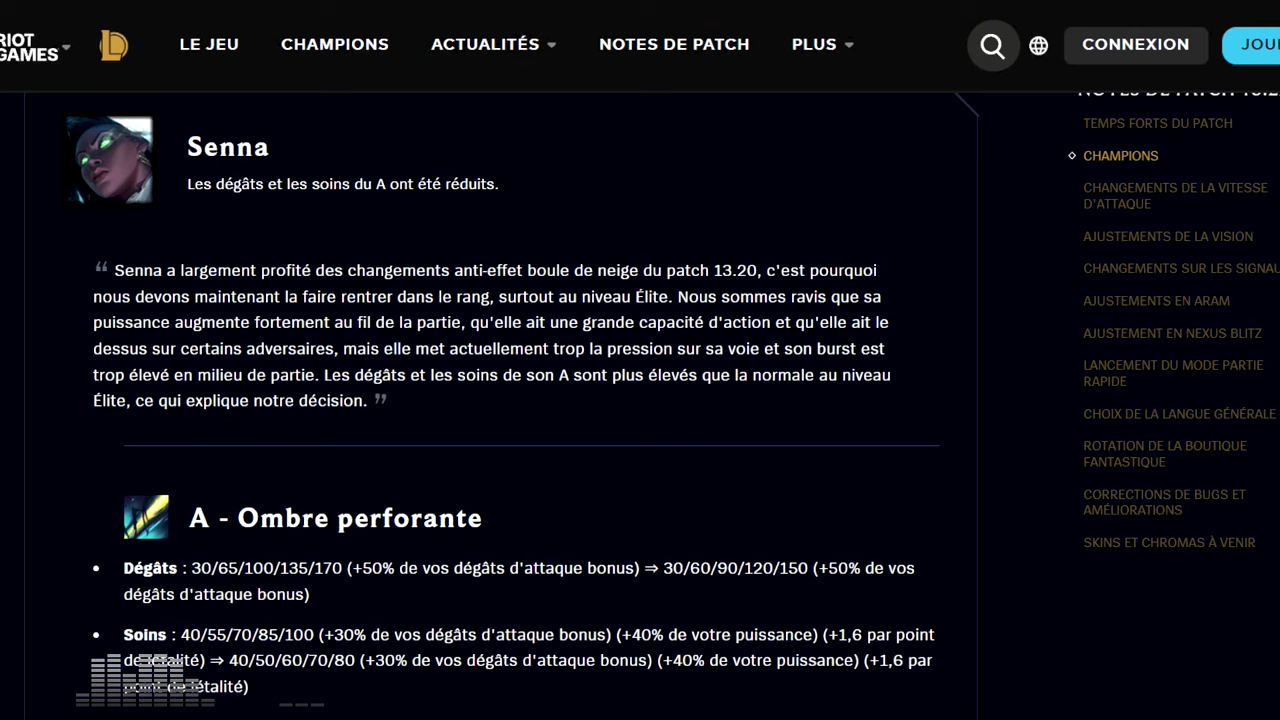 RIOT
GAMES
LE JEU
CHAMPIONS
ACTUALITÉS
NOTES DE PATCH
PLUS
CONNEXION
Senna
Les dégâts et les soins du A ont été réduits.
“ Senna a largement profité des changements anti-effet boule de neige du patch 13.20, c'est pourquoi
nous devons maintenant la faire rentrer dans le rang, surtout au niveau Élite. Nous sommes ravis que sa
puissance augmente fortement au fil de la partie, qu'elle ait une grande capacité d'action et qu'elle ait le
dessus sur certains adversaires, mais elle met actuellement trop la pression sur sa voie et son burst est
trop élevé en milieu de partie. Les dégâts et les soins de son A sont plus élevés que la normale au niveau
Élite, ce qui explique notre décision. ”
A - Ombre perforante
• Dégâts : 30/65/100/135/170 (+50% de vos dégâts d'attaque bonus) ⇒ 30/60/90/120/150 (+50% de vos
dégâts d'attaque bonus)
• Soins : 40/55/70/85/100 (+30% de vos dégâts d'attaque bonus) (+40% de votre puissance) (+1,6 par point
de létalité) ⇒ 40/50/60/70/80 (+30% de vos dégâts d'attaque bonus) (+40% de votre puissance) (+1,6 par
point de létalité)
NOTES DE PATCH
TEMPS FORTS DU PATCH
CHAMPIONS
CHANGEMENTS DE LA VITESSE
D'ATTAQUE
AJUSTEMENTS DE LA VISION
CHANGEMENTS SUR LES
AJUSTEMENTS EN ARAM
AJUSTEMENT EN NEXUS BLITZ
LANCEMENT DU MODE PARTIE
RAPIDE
CHOIX DE LA LANGUE GÉNÉRALE
ROTATION DE LA BOUTIQUE
FANTASTIQUE
CORRECTIONS DE BUGS ET
AMÉLIORATIONS
SKINS ET CHROMAS À VENIR